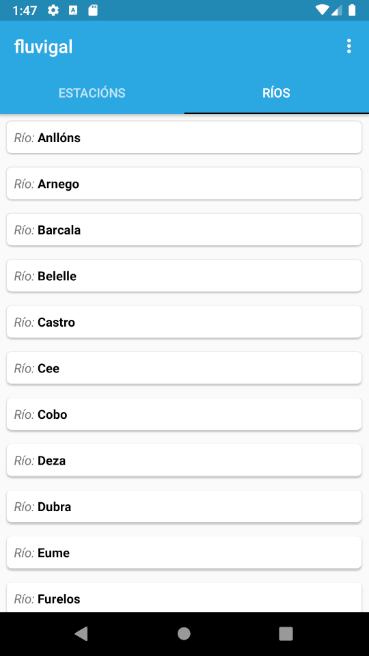 1:47
fluvigal
ESTACIÓNS RÍOS
Río: Anllóns
Río: Arnego
Río: Barcala
Río: Belelle
Río: Castro
Río: Cee
Río: Cobo
Río: Deza
Río: Dubra
Río: Eume
Río: Furelos